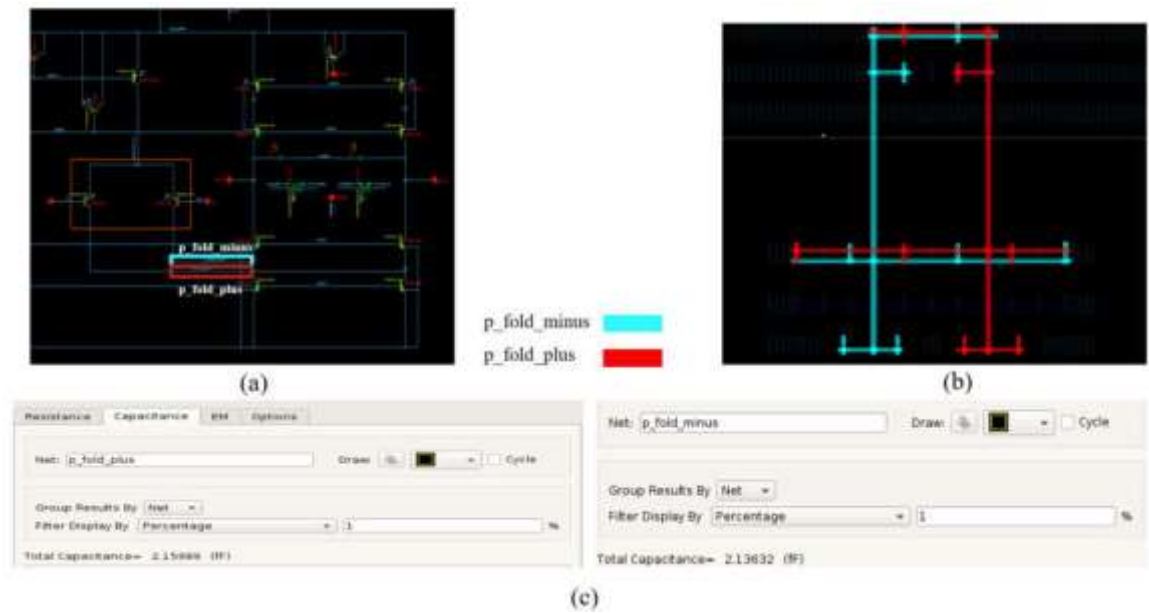 p_fold_minus
p_fold_plus
p_fold_minus
p_fold_plus
(a)
(b)
Resistance Capacitance EM Options
Net: p_fold_plus Draw: Cycle
Group Results By Net
Filter Display By Percentage 1 %
Total Capacitance= (fF)
Net: p_fold_minus Draw: Cycle
Group Results By Net
Filter Display By Percentage 1 %
Total Capacitance= 2.13632 (fF)
(c)